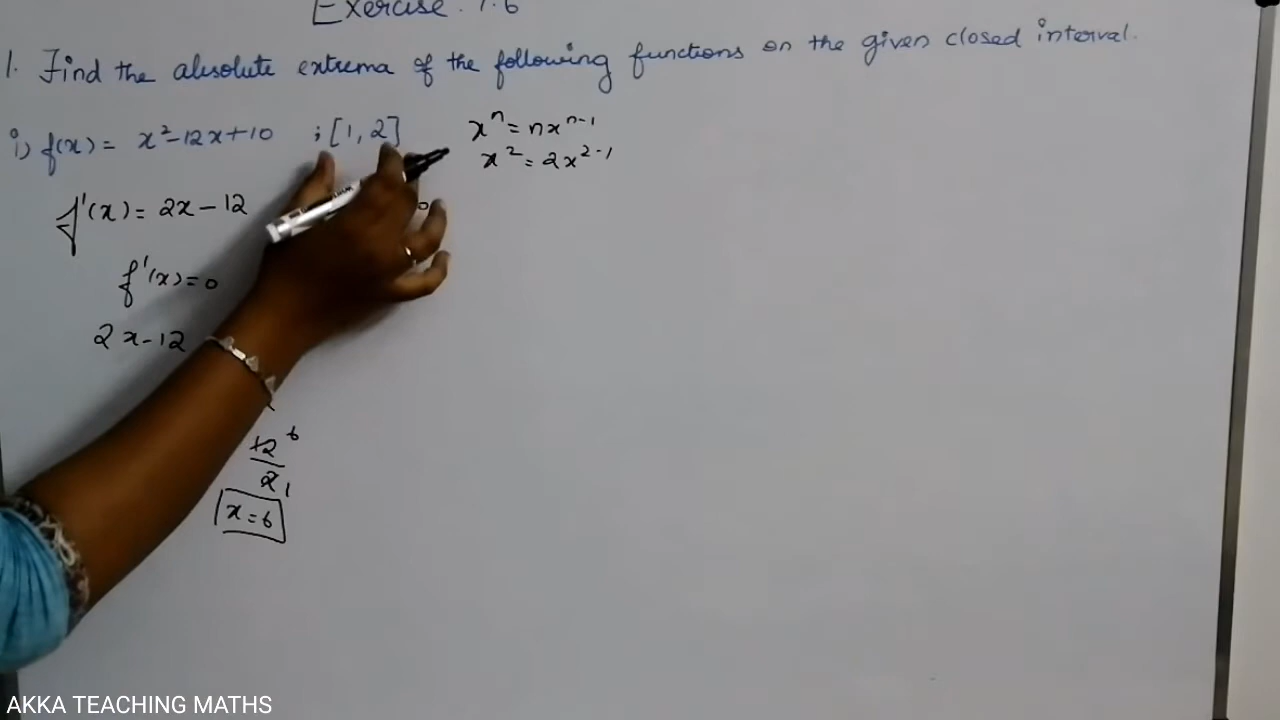 Exercise: 7.6
1. Find the absolute extrema of the following functions on the given closed interval.
i) f(x) = x²-12x+10 ; [1, 2]
xⁿ = nxⁿ⁻¹
x² = 2x²⁻¹
f'(x) = 2x - 12
f'(x) = 0
2x - 12
12 6
2 1
x = 6
AKKA TEACHING MATHS